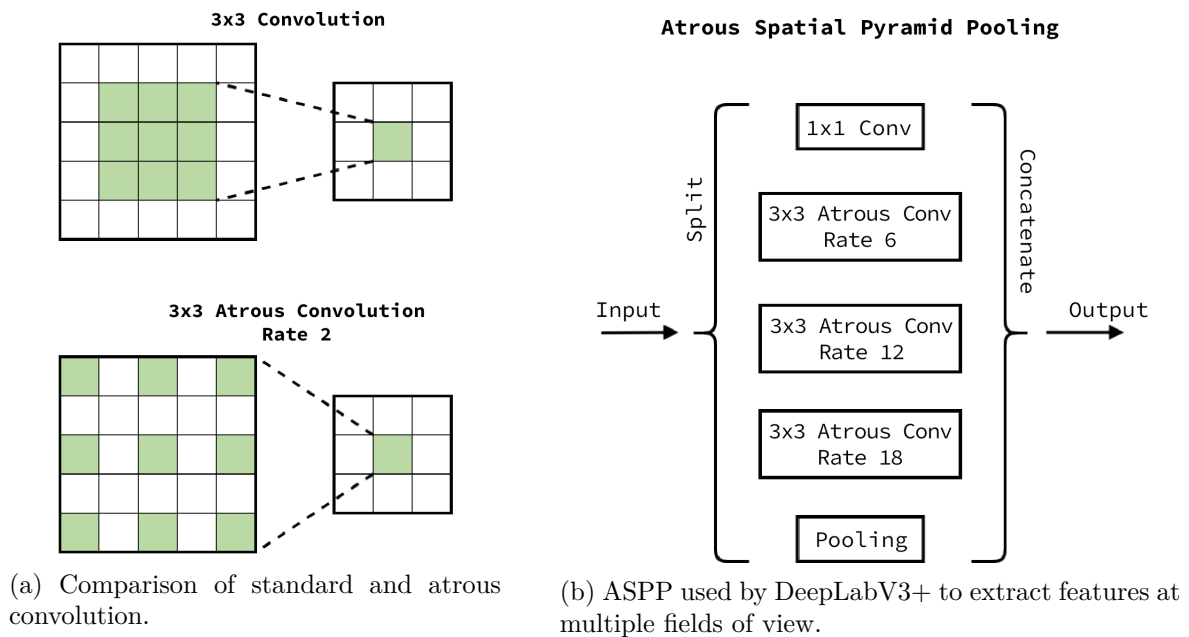 3x3 Convolution
3x3 Atrous Convolution
Rate 2
(a) Comparison of standard and atrous
convolution.
Atrous Spatial Pyramid Pooling
Input
Split
1x1 Conv
3x3 Atrous Conv
Rate 6
3x3 Atrous Conv
Rate 12
3x3 Atrous Conv
Rate 18
Pooling
Concatenate
Output
(b) ASPP used by DeepLabV3+ to extract features at
multiple fields of view.